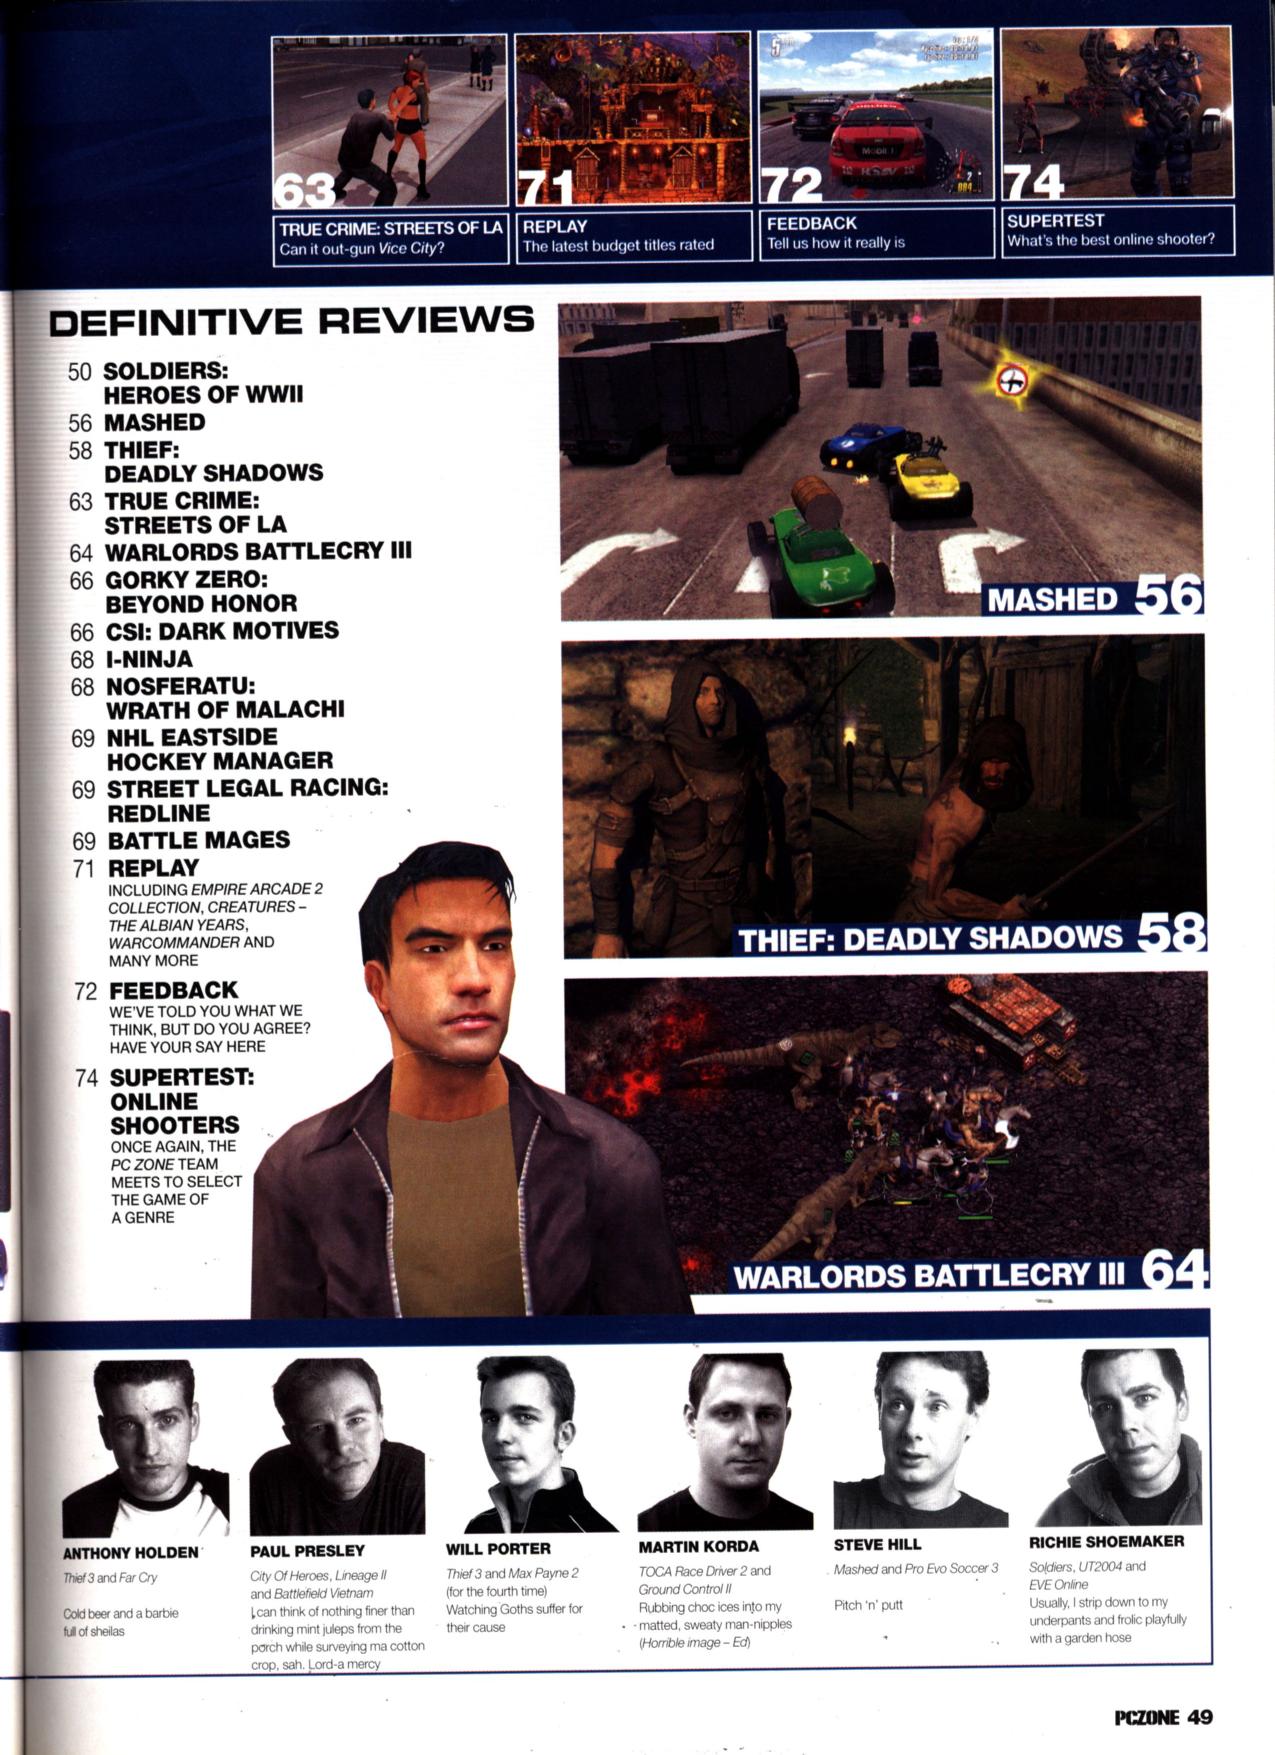 63
71
72
74
TRUE CRIME: STREETS OF LA
Can it out-gun Vice City?
REPLAY
The latest budget titles rated
FEEDBACK
Tell us how it really is
SUPERTEST
What's the best online shooter?
DEFINITIVE REVIEWS
50 SOLDIERS:
HEROES OF WWII
56 MASHED
58 THIEF:
DEADLY SHADOWS
63 TRUE CRIME:
STREETS OF LA
64 WARLORDS BATTLECRY III
66 GORKY ZERO:
BEYOND HONOR
66 CSI: DARK MOTIVES
68 I-NINJA
68 NOSFERATU:
WRATH OF MALACHI
69 NHL EASTSIDE
HOCKEY MANAGER
69 STREET LEGAL RACING:
REDLINE
69 BATTLE MAGES
71 REPLAY
INCLUDING EMPIRE ARCADE 2
COLLECTION, CREATURES –
THE ALBIAN YEARS,
WARCOMMANDER AND
MANY MORE
72 FEEDBACK
WE'VE TOLD YOU WHAT WE
THINK, BUT DO YOU AGREE?
HAVE YOUR SAY HERE
74 SUPERTEST:
ONLINE
SHOOTERS
ONCE AGAIN, THE
PC ZONE TEAM
MEETS TO SELECT
THE GAME OF
A GENRE
MASHED 56
THIEF: DEADLY SHADOWS 58
WARLORDS BATTLECRY III 64
ANTHONY HOLDEN
Thief 3 and Far Cry
Cold beer and a barbie
full of sheilas
PAUL PRESLEY
City Of Heroes, Lineage II
and Battlefield Vietnam
I can think of nothing finer than
drinking mint juleps from the
porch while surveying ma cotton
crop, sah. Lord-a mercy
WILL PORTER
Thief 3 and Max Payne 2
(for the fourth time)
Watching Goths suffer for
their cause
MARTIN KORDA
TOCA Race Driver 2 and
Ground Control II
Rubbing choc ices into my
matted, sweaty man-nipples
(Horrible image – Ed)
STEVE HILL
Mashed and Pro Evo Soccer 3
Pitch 'n' putt
RICHIE SHOEMAKER
Soldiers, UT2004 and
EVE Online
Usually, I strip down to my
underpants and frolic playfully
with a garden hose
PCZONE 49